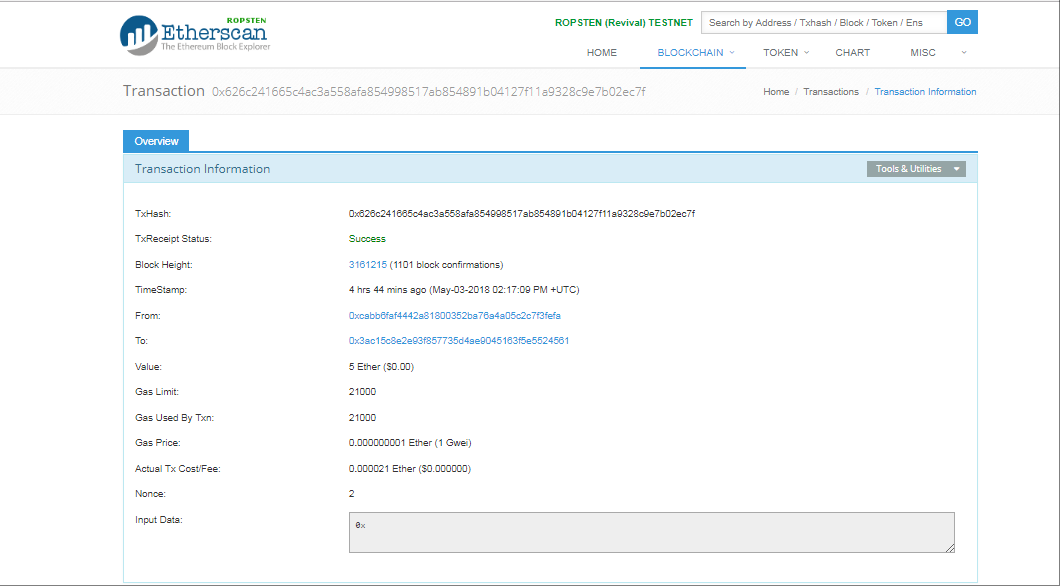 ROPSTEN
Etherscan
The Ethereum Block Explorer
ROPSTEN (Revival) TESTNET
Search by Address / Txhash / Block / Token / Ens
GO
HOME BLOCKCHAIN TOKEN CHART MISC
Transaction 0x626c241665c4ac3a558afa854998517ab854891b04127f11a9328c9e7b02ec7f
Home / Transactions / Transaction Information
Overview
Transaction Information
Tools & Utilities
TxHash: 0x626c241665c4ac3a558afa854998517ab854891b04127f11a9328c9e7b02ec7f
TxReceipt Status: Success
Block Height: 3161215 (1101 block confirmations)
TimeStamp: 4 hrs 44 mins ago (May-03-2018 02:17:09 PM +UTC)
From: 0xcabb6faf4442a81800352ba76a4a05c2c7f3fefa
To: 0x3ac15c8e2e93f857735d4ae9045163f5e5524561
Value: 5 Ether ($0.00)
Gas Limit: 21000
Gas Used By Txn: 21000
Gas Price: 0.000000001 Ether (1 Gwei)
Actual Tx Cost/Fee: 0.000021 Ether ($0.000000)
Nonce: 2
Input Data: 0x